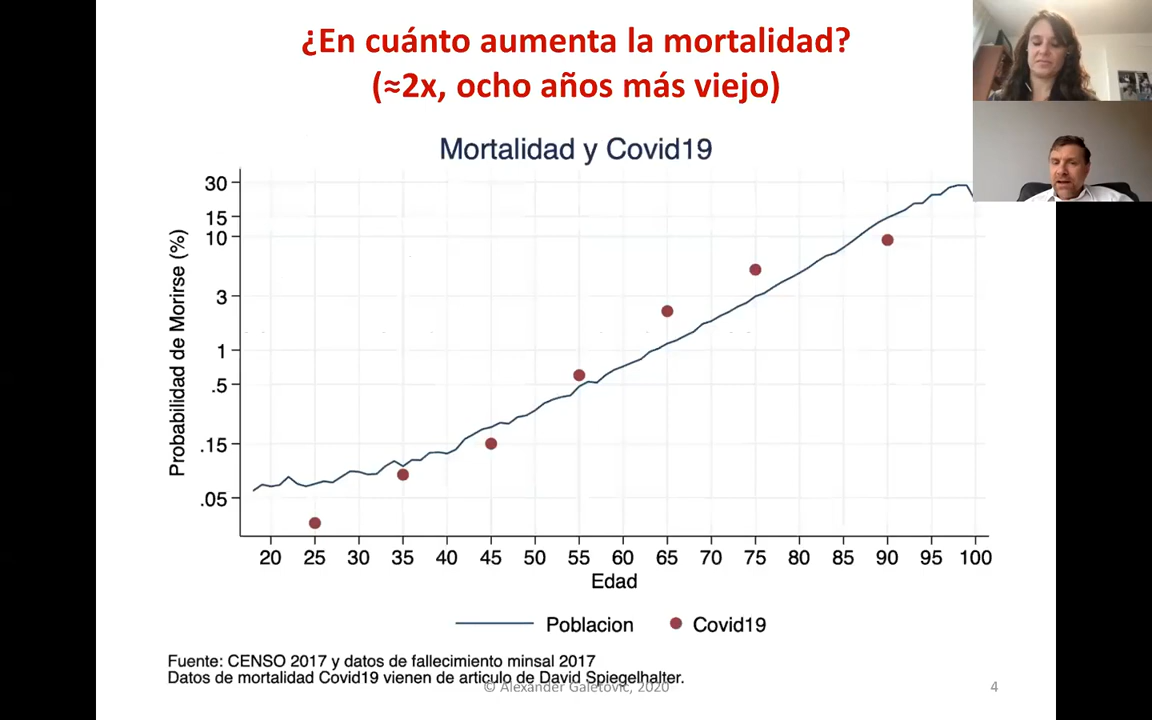 ¿En cuánto aumenta la mortalidad?
(≈2x, ocho años más viejo)
Mortalidad y Covid19
Probabilidad de Morirse (%)
30
15
10
3
1
.5
.15
.05
20 25 30 35 40 45 50 55 60 65 70 75 80 85 90 95 100
Edad
Poblacion Covid19
Fuente: CENSO 2017 y datos de fallecimiento minsal 2017
Datos de mortalidad Covid19 vienen de articulo de David Spiegelhalter.
© Alexander Galetovic, 2020
4